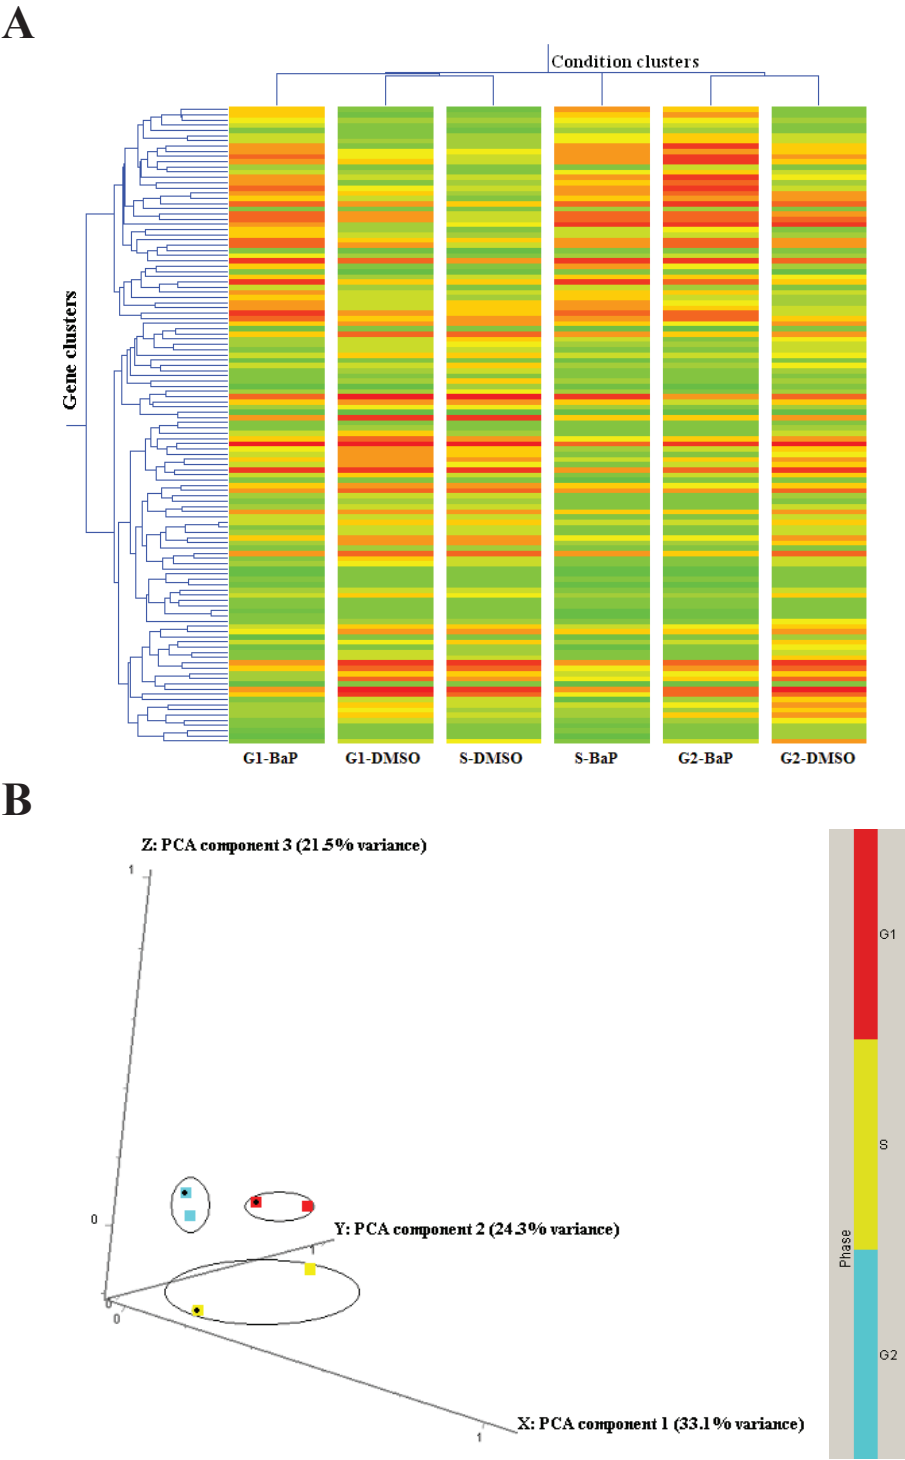 A
Condition clusters
Gene clusters
G1-BaP
G1-DMSO
S-DMSO
S-BaP
G2-BaP
G2-DMSO
B
Z: PCA component 3 (21.5% variance)
1
0
Y: PCA component 2 (24.3% variance)
1
0
0
X: PCA component 1 (33.1% variance)
1
Phase
G1
S
G2